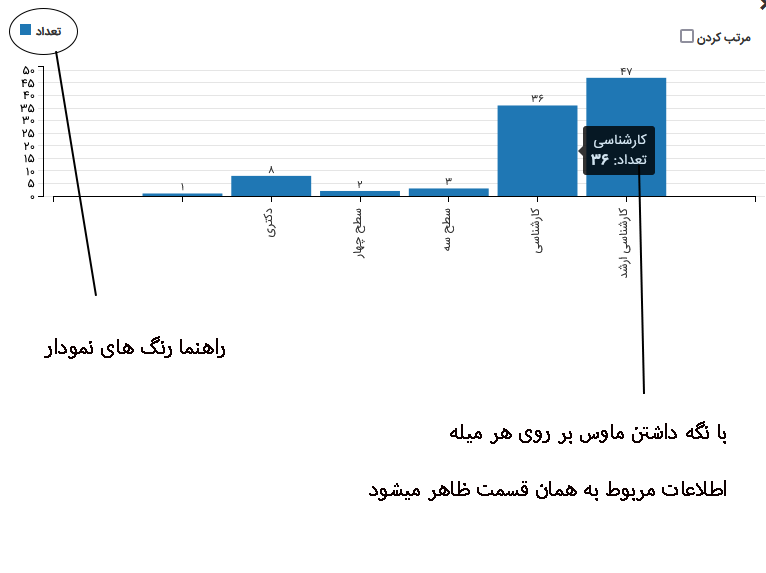 تعداد
مرتب کردن
۵۰
۴۵
۴۰
۳۵
۳۰
۲۵
۲۰
۱۵
۱۰
۵
۰
۱
۸
۲
۳
۳۶
۴۷
کارشناسی
تعداد: ۳۶
دکتری
سطح چهار
سطح سه
کارشناسی
کارشناسی ارشد
راهنما رنگ های نمودار
با نگه داشتن ماوس بر روی هر میله
اطلاعات مربوط به همان قسمت ظاهر میشود